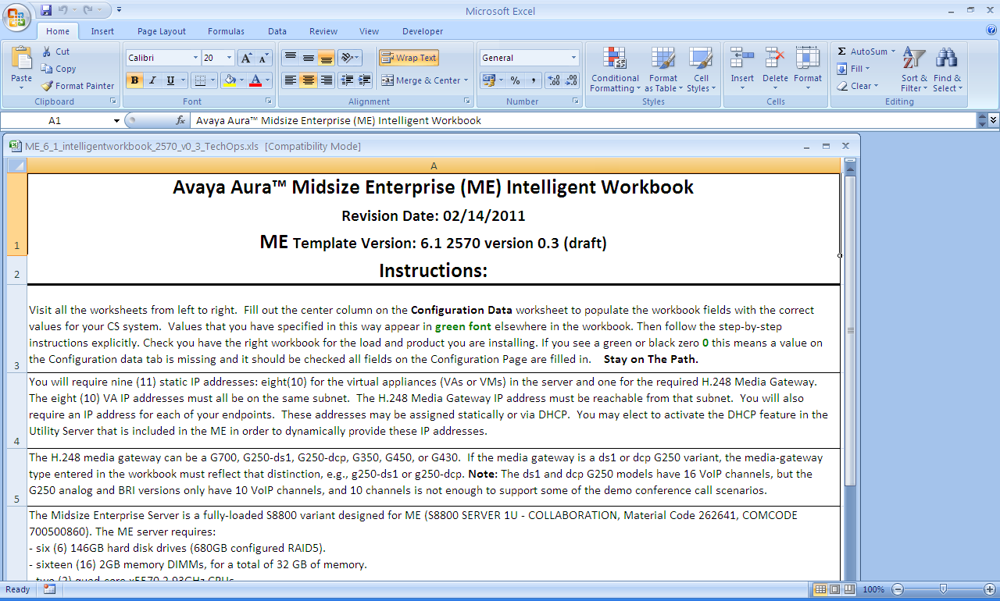 Microsoft Excel
Home Insert Page Layout Formulas Data Review View Developer
Paste Cut Copy Format Painter Clipboard
Calibri 20 A A B I U A Font
Wrap Text Merge & Center Alignment
General % , .00 Number
Conditional Formatting Format as Table Cell Styles Styles
Insert Delete Format Cells
Σ AutoSum Fill Clear Sort & Filter Find & Select Editing
A1 fx Avaya Aura™ Midsize Enterprise (ME) Intelligent Workbook
ME_6_1_intelligentworkbook_2570_v0_3_TechOps.xls [Compatibility Mode]
A
Avaya Aura™ Midsize Enterprise (ME) Intelligent Workbook
Revision Date: 02/14/2011
1 ME Template Version: 6.1 2570 version 0.3 (draft)
2 Instructions:
Visit all the worksheets from left to right. Fill out the center column on the Configuration Data worksheet to populate the workbook fields with the correct
values for your CS system. Values that you have specified in this way appear in green font elsewhere in the workbook. Then follow the step-by-step
instructions explicitly. Check you have the right workbook for the load and product you are installing. If you see a green or black zero 0 this means a value on
3 the Configuration data tab is missing and it should be checked all fields on the Configuration Page are filled in. Stay on The Path.
You will require nine (11) static IP addresses: eight(10) for the virtual appliances (VAs or VMs) in the server and one for the required H.248 Media Gateway.
The eight (10) VA IP addresses must all be on the same subnet. The H.248 Media Gateway IP address must be reachable from that subnet. You will also
require an IP address for each of your endpoints. These addresses may be assigned statically or via DHCP. You may elect to activate the DHCP feature in the
4 Utility Server that is included in the ME in order to dynamically provide these IP addresses.
The H.248 media gateway can be a G700, G250-ds1, G250-dcp, G350, G450, or G430. If the media gateway is a ds1 or dcp G250 variant, the media-gateway
type entered in the workbook must reflect that distinction, e.g., g250-ds1 or g250-dcp. Note: The ds1 and dcp G250 models have 16 VoIP channels, but the
5 G250 analog and BRI versions only have 10 VoIP channels, and 10 channels is not enough to support some of the demo conference call scenarios.
The Midsize Enterprise Server is a fully-loaded S8800 variant designed for ME (S8800 SERVER 1U - COLLABORATION, Material Code 262641, COMCODE
700500860). The ME server requires:
- six (6) 146GB hard disk drives (680GB configured RAID5).
- sixteen (16) 2GB memory DIMMs, for a total of 32 GB of memory.
- two (2) quad-core x5570 2.93GHz CPUs
Ready 100%